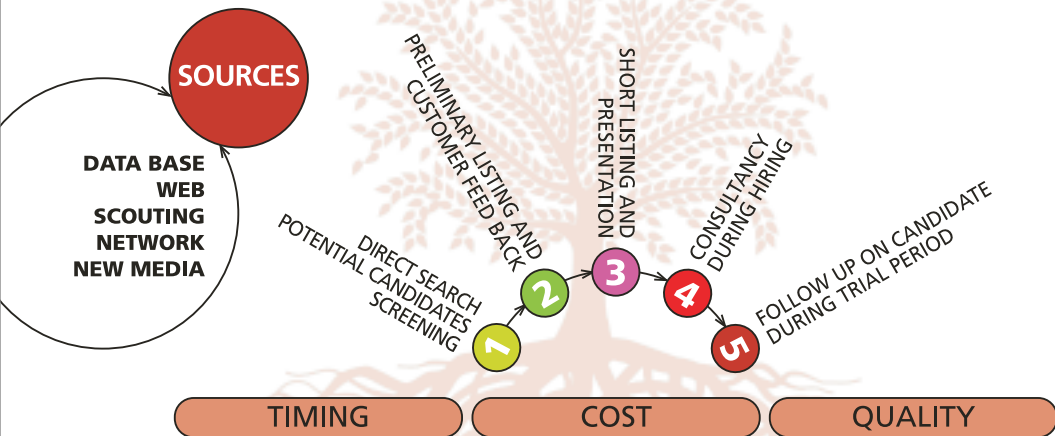 SOURCES
DATA BASE
WEB
SCOUTING
NETWORK
NEW MEDIA
DIRECT SEARCH
POTENTIAL CANDIDATES
SCREENING
1
PRELIMINARY LISTING AND
CUSTOMER FEED BACK
2
SHORT LISTING AND
PRESENTATION
3
CONSULTANCY
DURING HIRING
4
FOLLOW UP ON CANDIDATE
DURING TRIAL PERIOD
5
TIMING
COST
QUALITY